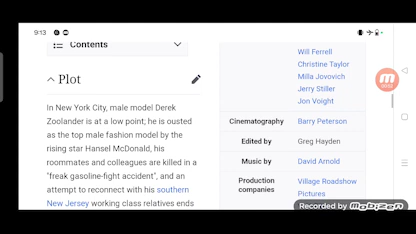 9:13
Contents
Plot
In New York City, male model Derek
Zoolander is at a low point; he is ousted
as the top male fashion model by the
rising star Hansel McDonald, his
roommates and colleagues are killed in a
"freak gasoline-fight accident", and an
attempt to reconnect with his southern
New Jersey working class relatives ends
Will Ferrell
Christine Taylor
Milla Jovovich
Jerry Stiller
Jon Voight
Cinematography Barry Peterson
Edited by Greg Hayden
Music by David Arnold
Production Village Roadshow
companies Pictures
Recorded by Mobizen